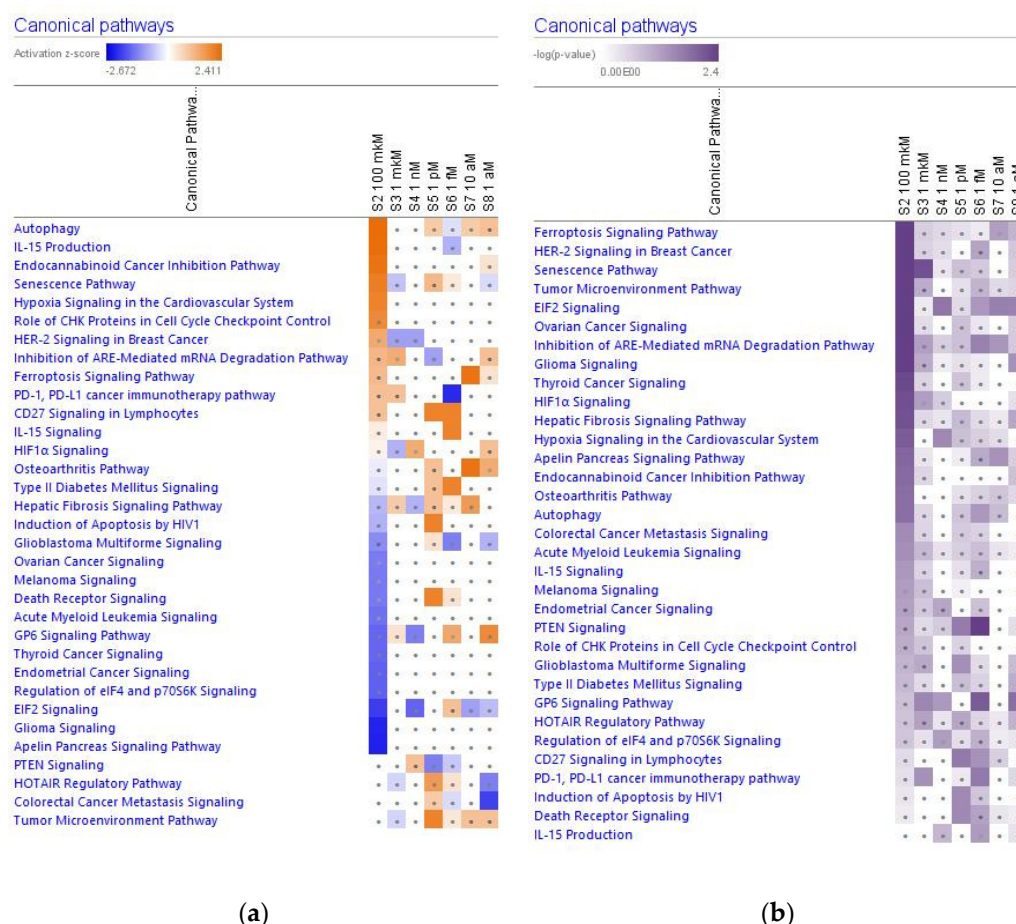 Canonical pathways
Activation z-score
-2.672 2.411
Canonical Pathwa...
S2 100 mkM
S3 1 mkM
S4 1 nM
S5 1 pM
S6 1 fM
S7 10 aM
S8 1 aM
Autophagy
IL-15 Production
Endocannabinoid Cancer Inhibition Pathway
Senescence Pathway
Hypoxia Signaling in the Cardiovascular System
Role of CHK Proteins in Cell Cycle Checkpoint Control
HER-2 Signaling in Breast Cancer
Inhibition of ARE-Mediated mRNA Degradation Pathway
Ferroptosis Signaling Pathway
PD-1, PD-L1 cancer immunotherapy pathway
CD27 Signaling in Lymphocytes
IL-15 Signaling
HIF1α Signaling
Osteoarthritis Pathway
Type II Diabetes Mellitus Signaling
Hepatic Fibrosis Signaling Pathway
Induction of Apoptosis by HIV1
Glioblastoma Multiforme Signaling
Ovarian Cancer Signaling
Melanoma Signaling
Death Receptor Signaling
Acute Myeloid Leukemia Signaling
GP6 Signaling Pathway
Thyroid Cancer Signaling
Endometrial Cancer Signaling
Regulation of eIF4 and p70S6K Signaling
EIF2 Signaling
Glioma Signaling
Apelin Pancreas Signaling Pathway
PTEN Signaling
HOTAIR Regulatory Pathway
Colorectal Cancer Metastasis Signaling
Tumor Microenvironment Pathway
(a)
Canonical pathways
-log(p-value)
0.00E00 2.4
Canonical Pathwa...
S2 100 mkM
S3 1 mkM
S4 1 nM
S5 1 pM
S6 1 fM
S7 10 aM
S8 1 aM
Ferroptosis Signaling Pathway
HER-2 Signaling in Breast Cancer
Senescence Pathway
Tumor Microenvironment Pathway
EIF2 Signaling
Ovarian Cancer Signaling
Inhibition of ARE-Mediated mRNA Degradation Pathway
Glioma Signaling
Thyroid Cancer Signaling
HIF1α Signaling
Hepatic Fibrosis Signaling Pathway
Hypoxia Signaling in the Cardiovascular System
Apelin Pancreas Signaling Pathway
Endocannabinoid Cancer Inhibition Pathway
Osteoarthritis Pathway
Autophagy
Colorectal Cancer Metastasis Signaling
Acute Myeloid Leukemia Signaling
IL-15 Signaling
Melanoma Signaling
Endometrial Cancer Signaling
PTEN Signaling
Role of CHK Proteins in Cell Cycle Checkpoint Control
Glioblastoma Multiforme Signaling
Type II Diabetes Mellitus Signaling
GP6 Signaling Pathway
HOTAIR Regulatory Pathway
Regulation of eIF4 and p70S6K Signaling
CD27 Signaling in Lymphocytes
PD-1, PD-L1 cancer immunotherapy pathway
Induction of Apoptosis by HIV1
Death Receptor Signaling
IL-15 Production
(b)